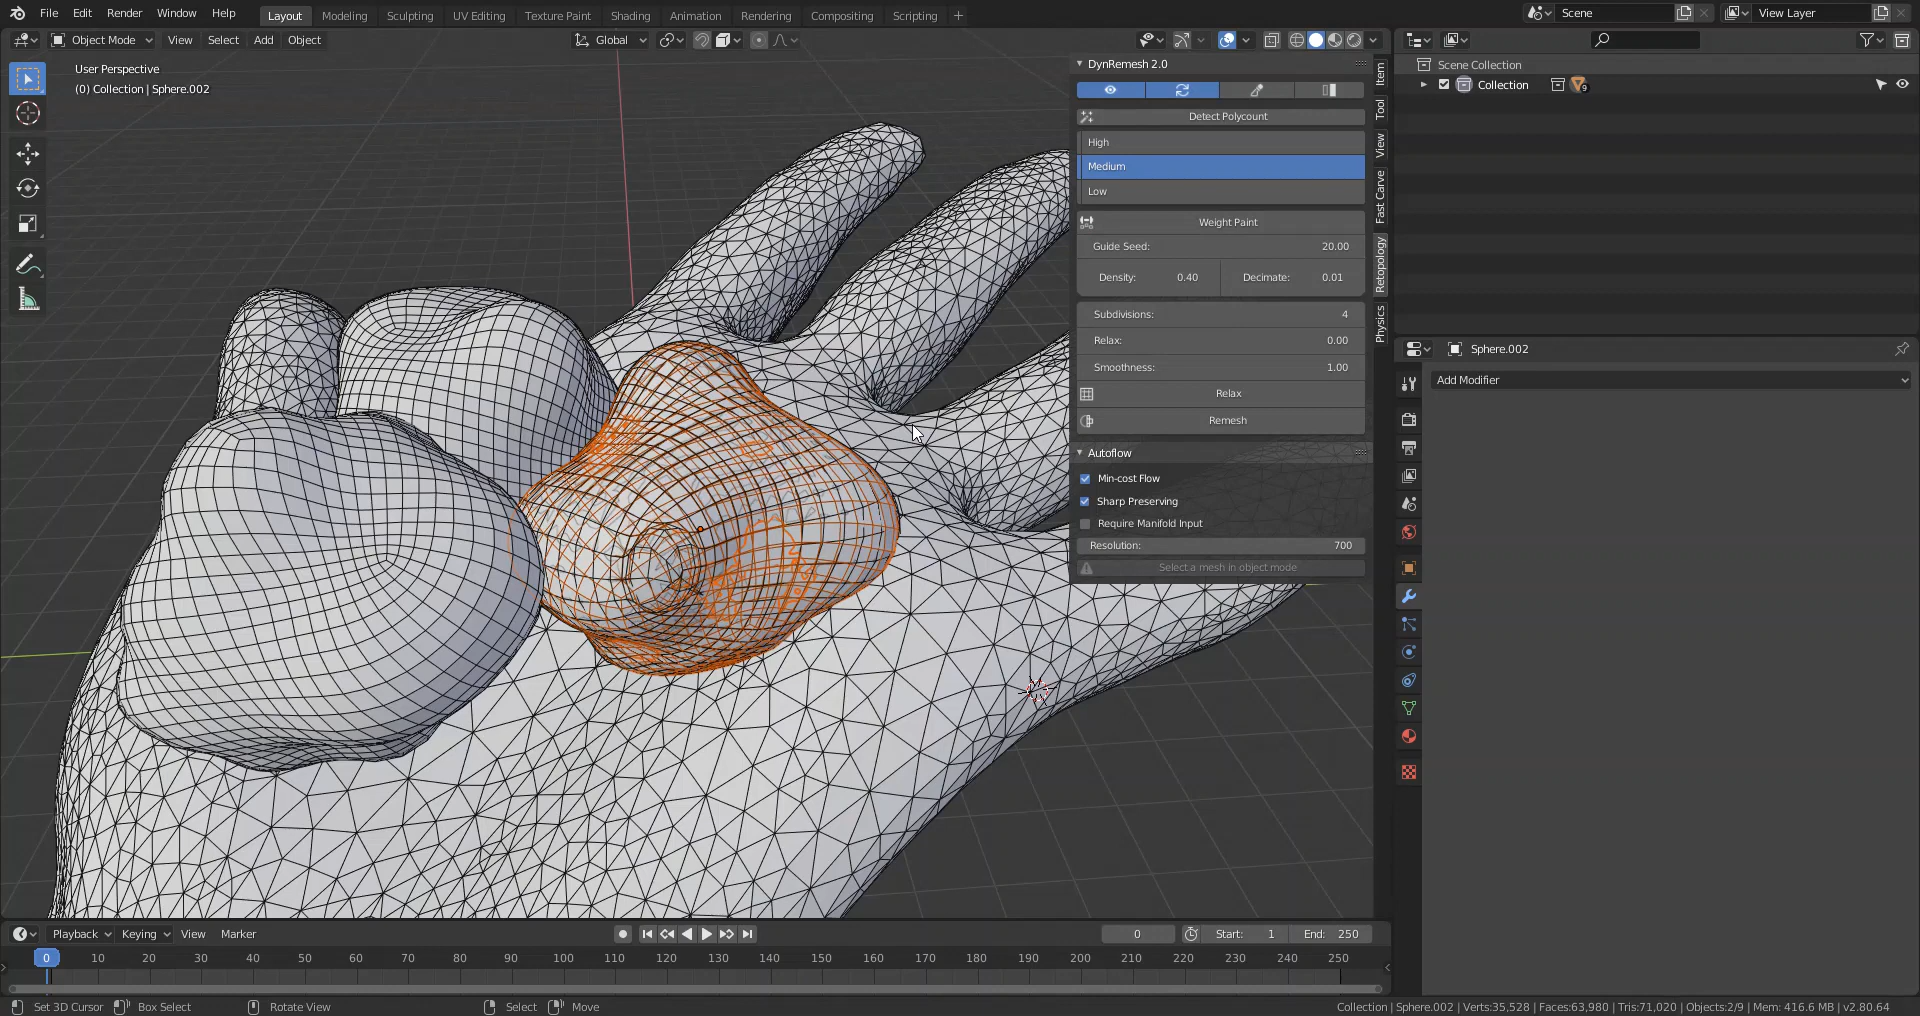 File Edit Render Window Help Layout Modeling Sculpting UV Editing Texture Paint Shading Animation Rendering Compositing Scripting + Scene View Layer
Object Mode View Select Add Object Global
User Perspective
(0) Collection | Sphere.002
DynRemesh 2.0
Detect Polycount
High
Medium
Low
Weight Paint
Guide Seed: 20.00
Density: 0.40 Decimate: 0.01
Subdivisions: 4
Relax: 0.00
Smoothness: 1.00
Relax
Remesh
Autoflow
Min-cost Flow
Sharp Preserving
Require Manifold Input
Resolution: 700
Select a mesh in object mode
Item
Tool
View
Fast Carve
Retopology
Physics
Scene Collection
Collection 9
Sphere.002
Add Modifier
Playback Keying View Marker 0 Start: 1 End: 250
0 10 20 30 40 50 60 70 80 90 100 110 120 130 140 150 160 170 180 190 200 210 220 230 240 250
Set 3D Cursor Box Select Rotate View Select Move Collection | Sphere.002 | Verts:35,528 | Faces:63,980 | Tris:71,020 | Objects:2/9 | Mem: 416.6 MB | v2.80.64